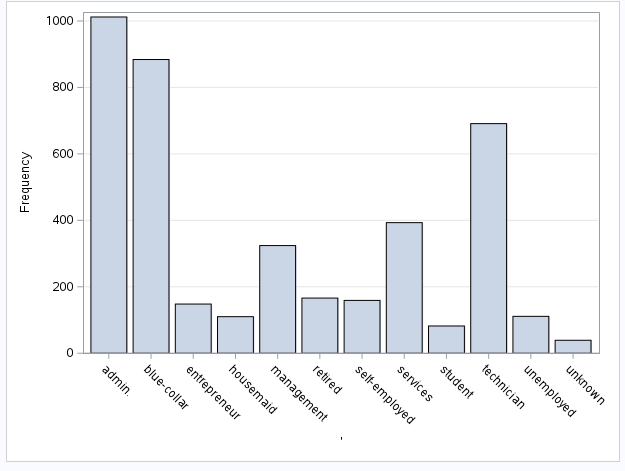 1000
800
600
400
200
0
Frequency
admin.
blue-collar
entrepreneur
housemaid
management
retired
self-employed
services
student
technician
unemployed
unknown